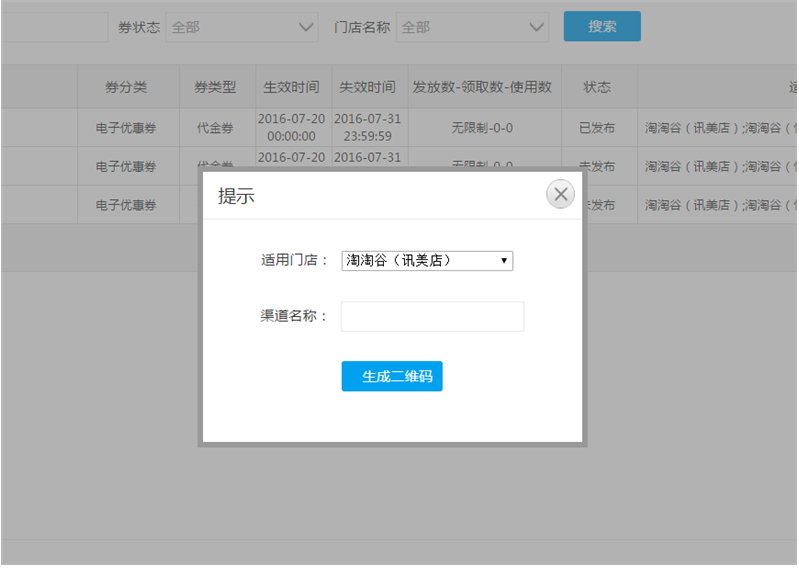 券状态 全部 门店名称 全部 搜索
券分类 券类型 生效时间 失效时间 发放数-领取数-使用数 状态
电子优惠券 代金券 2016-07-20 00:00:00 2016-07-31 23:59:59 无限制-0-0 已发布 淘淘谷（讯美店）;淘淘谷（
电子优惠券 代金券 2016-07-20 2016-07-31 无限制-0-0 未发布 淘淘谷（讯美店）;淘淘谷（
电子优惠券 发布 淘淘谷（讯美店）;淘淘谷（
提示
适用门店： 淘淘谷（讯美店）
渠道名称：
生成二维码